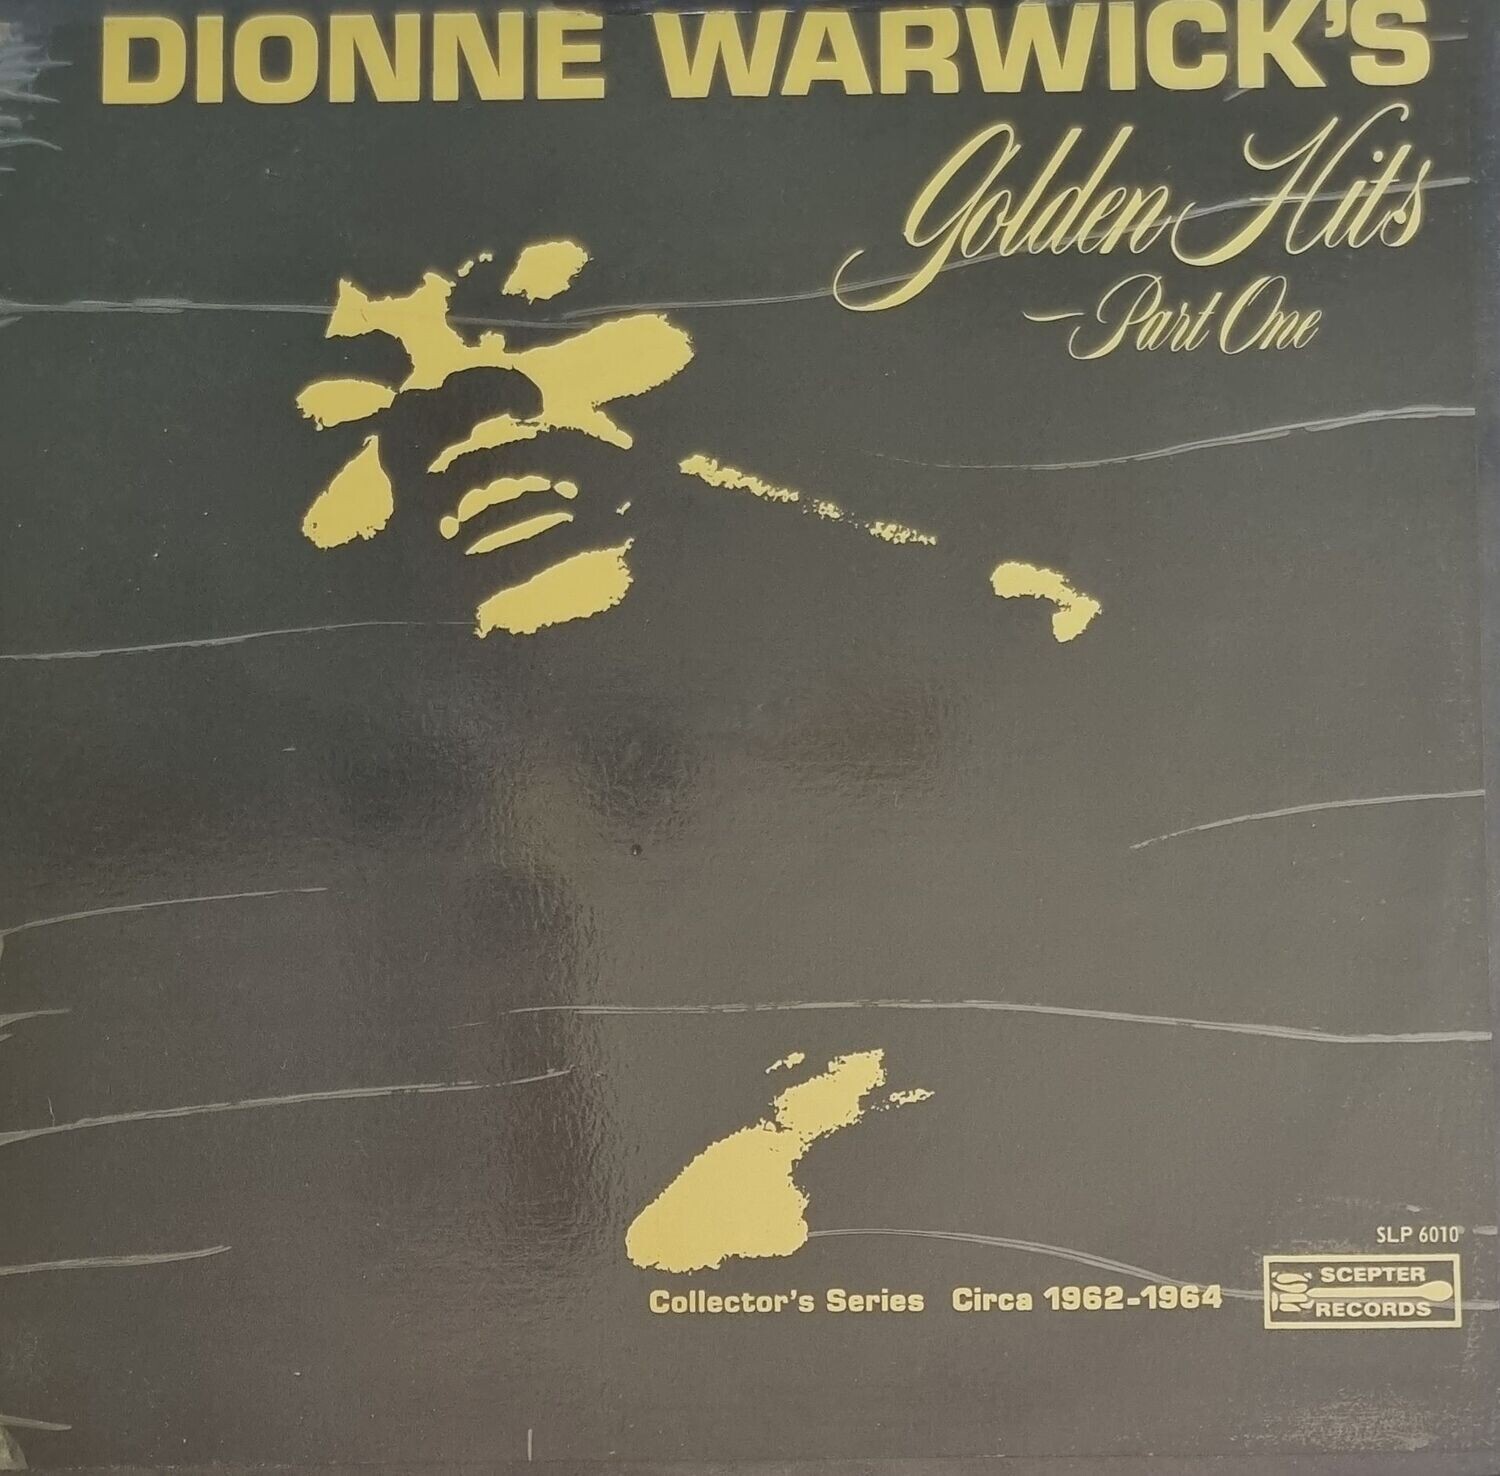 DIONNE WARWICK'S
Golden Hits
- Part One
SLP 6010
Collector's Series Circa 1962-1964
SCEPTER
RECORDS